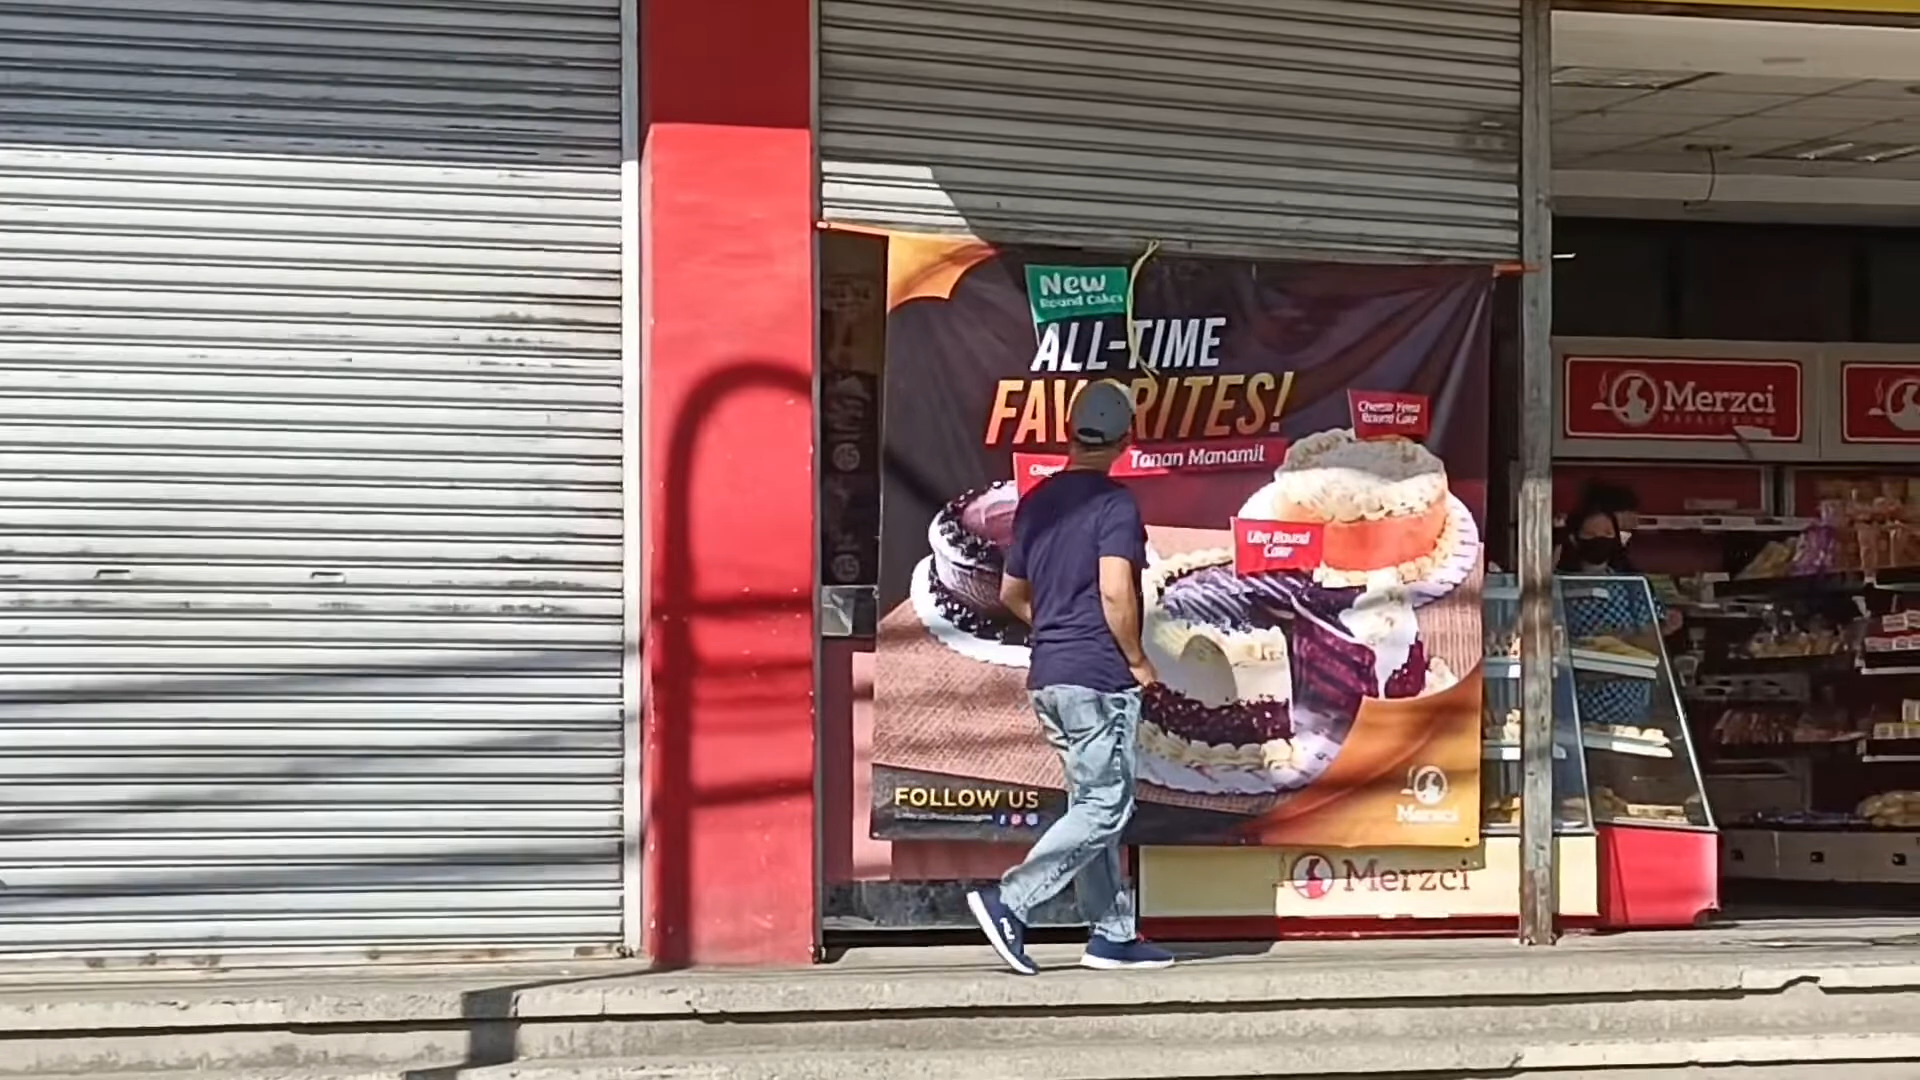 New
Round Cakes
ALL-TIME
FAV RITES!
Tanan Manamit
Cheese Yema
Round Cake
Ube Round
Cake
FOLLOW US
Merzci
Merzci
PASALUBONG
Merzci